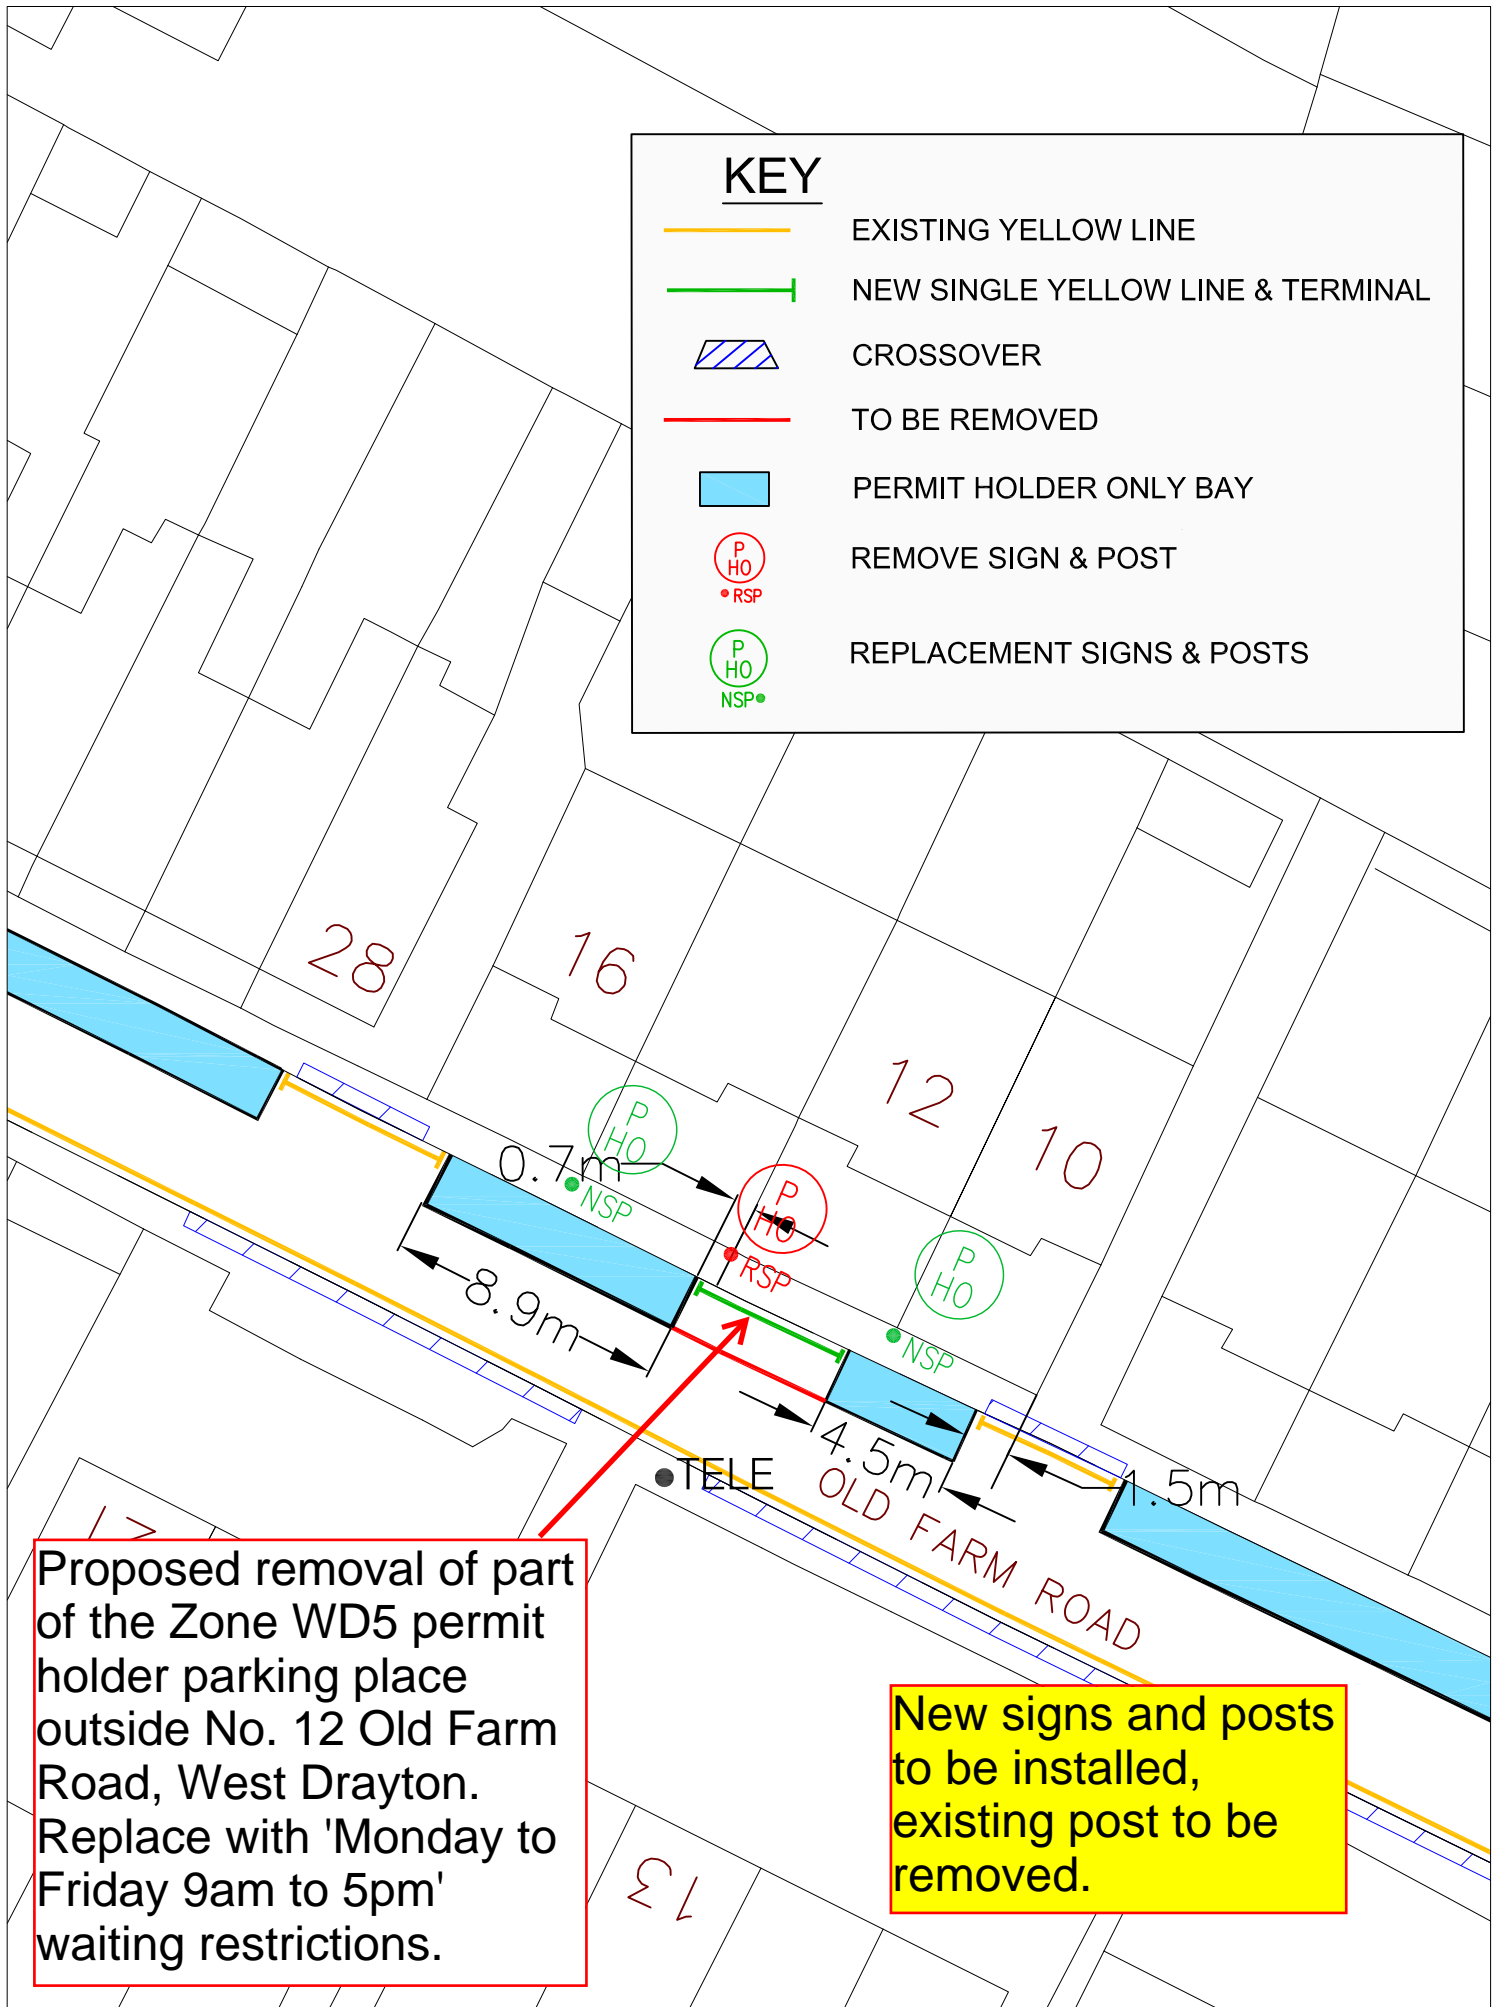 KEY
EXISTING YELLOW LINE
NEW SINGLE YELLOW LINE & TERMINAL
CROSSOVER
TO BE REMOVED
PERMIT HOLDER ONLY BAY
P
HO
RSP
REMOVE SIGN & POST
P
HO
NSP
REPLACEMENT SIGNS & POSTS
28
16
12
10
P
HO
0.7m
NSP
P
HO
RSP
P
HO
NSP
8.9m
4.5m
1.5m
TELE
OLD FARM ROAD
21
13
Proposed removal of part
of the Zone WD5 permit
holder parking place
outside No. 12 Old Farm
Road, West Drayton.
Replace with 'Monday to
Friday 9am to 5pm'
waiting restrictions.
New signs and posts
to be installed,
existing post to be
removed.